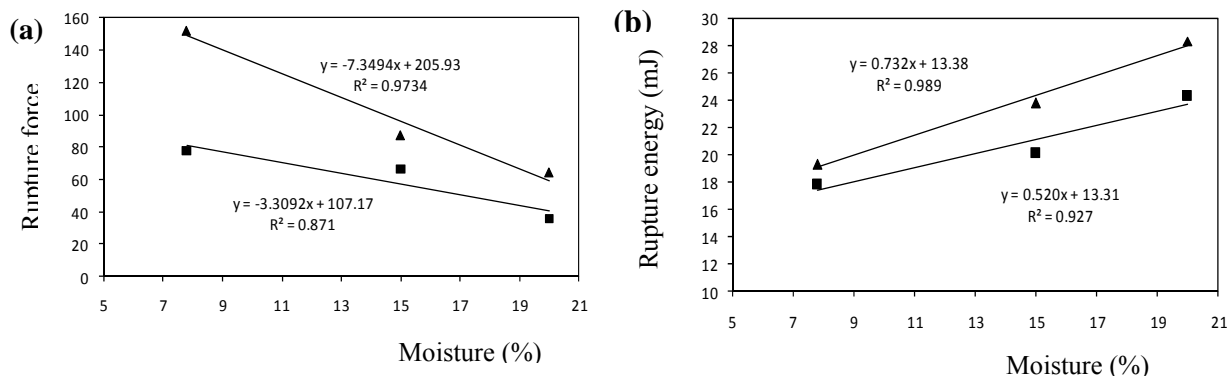 (a)
Rupture force
160
140
120
100
80
60
40
20
0
y = -7.3494x + 205.93
R² = 0.9734
y = -3.3092x + 107.17
R² = 0.871
5 7 9 11 13 15 17 19 21
Moisture (%)
(b)
Rupture energy (mJ)
30
28
26
24
22
20
18
16
14
12
10
y = 0.732x + 13.38
R² = 0.989
y = 0.520x + 13.31
R² = 0.927
5 7 9 11 13 15 17 19 21
Moisture (%)